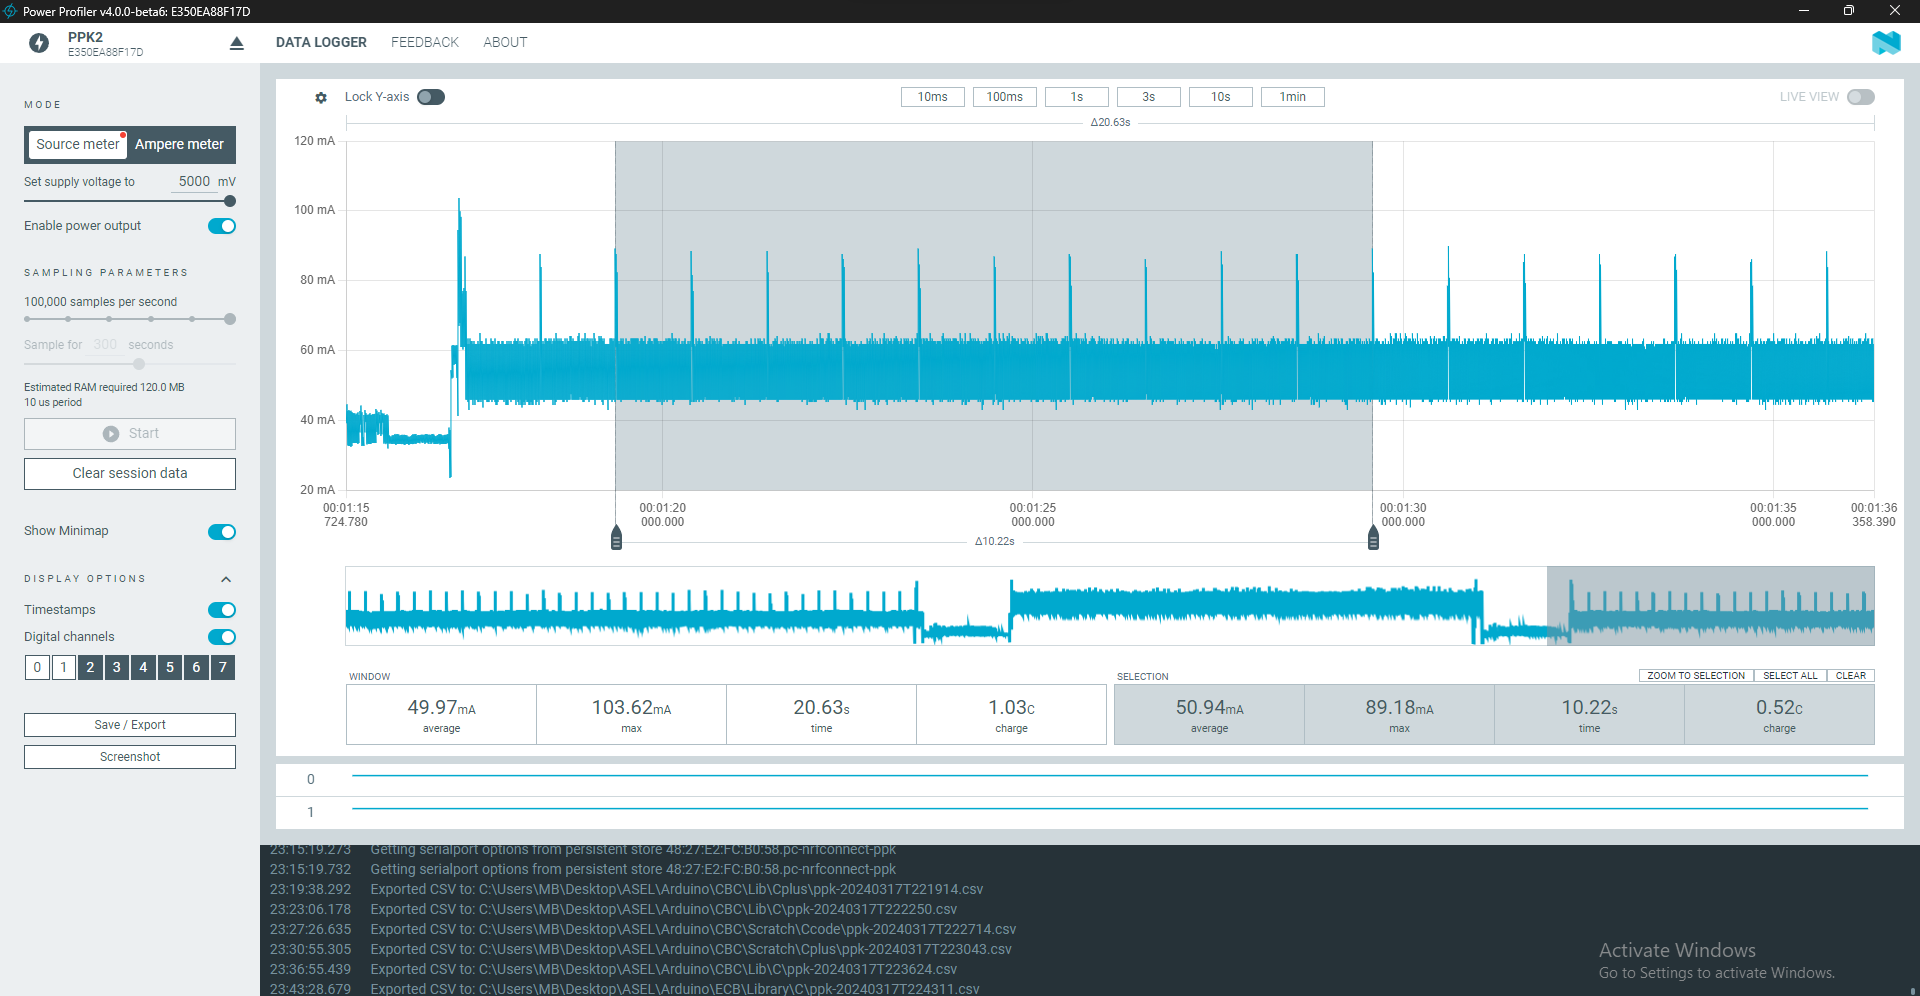 Power Profiler v4.0.0-beta6: E350EA88F17D
PPK2
E350EA88F17D
DATA LOGGER
FEEDBACK
ABOUT
MODE
Source meter
Ampere meter
Set supply voltage to 5000 mV
Enable power output
SAMPLING PARAMETERS
100,000 samples per second
Sample for 300 seconds
Estimated RAM required 120.0 MB
10 us period
Start
Clear session data
Show Minimap
DISPLAY OPTIONS
Timestamps
Digital channels
0 1 2 3 4 5 6 7
Save / Export
Screenshot
Lock Y-axis
10ms 100ms 1s 3s 10s 1min
LIVE VIEW
Δ20.63s
120 mA
100 mA
80 mA
60 mA
40 mA
20 mA
00:01:15 00:01:20 00:01:25 00:01:30 00:01:35 00:01:36
724.780 000.000 000.000 000.000 000.000 358.390
Δ10.22s
WINDOW
49.97mA 103.62mA 20.63s 1.03C
average max time charge
SELECTION
ZOOM TO SELECTION SELECT ALL CLEAR
50.94mA 89.18mA 10.22s 0.52C
average max time charge
0
1
23:15:19.273 Getting serialport options from persistent store 48:27:E2:FC:B0:58.pc-nrfconnect-ppk
23:15:19.732 Getting serialport options from persistent store 48:27:E2:FC:B0:58.pc-nrfconnect-ppk
23:19:38.292 Exported CSV to: C:\Users\MB\Desktop\ASEL\Arduino\CBC\Lib\Cplus\ppk-20240317T221914.csv
23:23:06.178 Exported CSV to: C:\Users\MB\Desktop\ASEL\Arduino\CBC\Lib\C\ppk-20240317T222250.csv
23:27:26.635 Exported CSV to: C:\Users\MB\Desktop\ASEL\Arduino\CBC\Scratch\Ccode\ppk-20240317T222714.csv
23:30:55.305 Exported CSV to: C:\Users\MB\Desktop\ASEL\Arduino\CBC\Scratch\Cplus\ppk-20240317T223043.csv
23:36:55.439 Exported CSV to: C:\Users\MB\Desktop\ASEL\Arduino\CBC\Lib\C\ppk-20240317T223624.csv
23:43:28.679 Exported CSV to: C:\Users\MB\Desktop\ASEL\Arduino\ECB\Library\C\ppk-20240317T224311.csv
Activate Windows
Go to Settings to activate Windows.